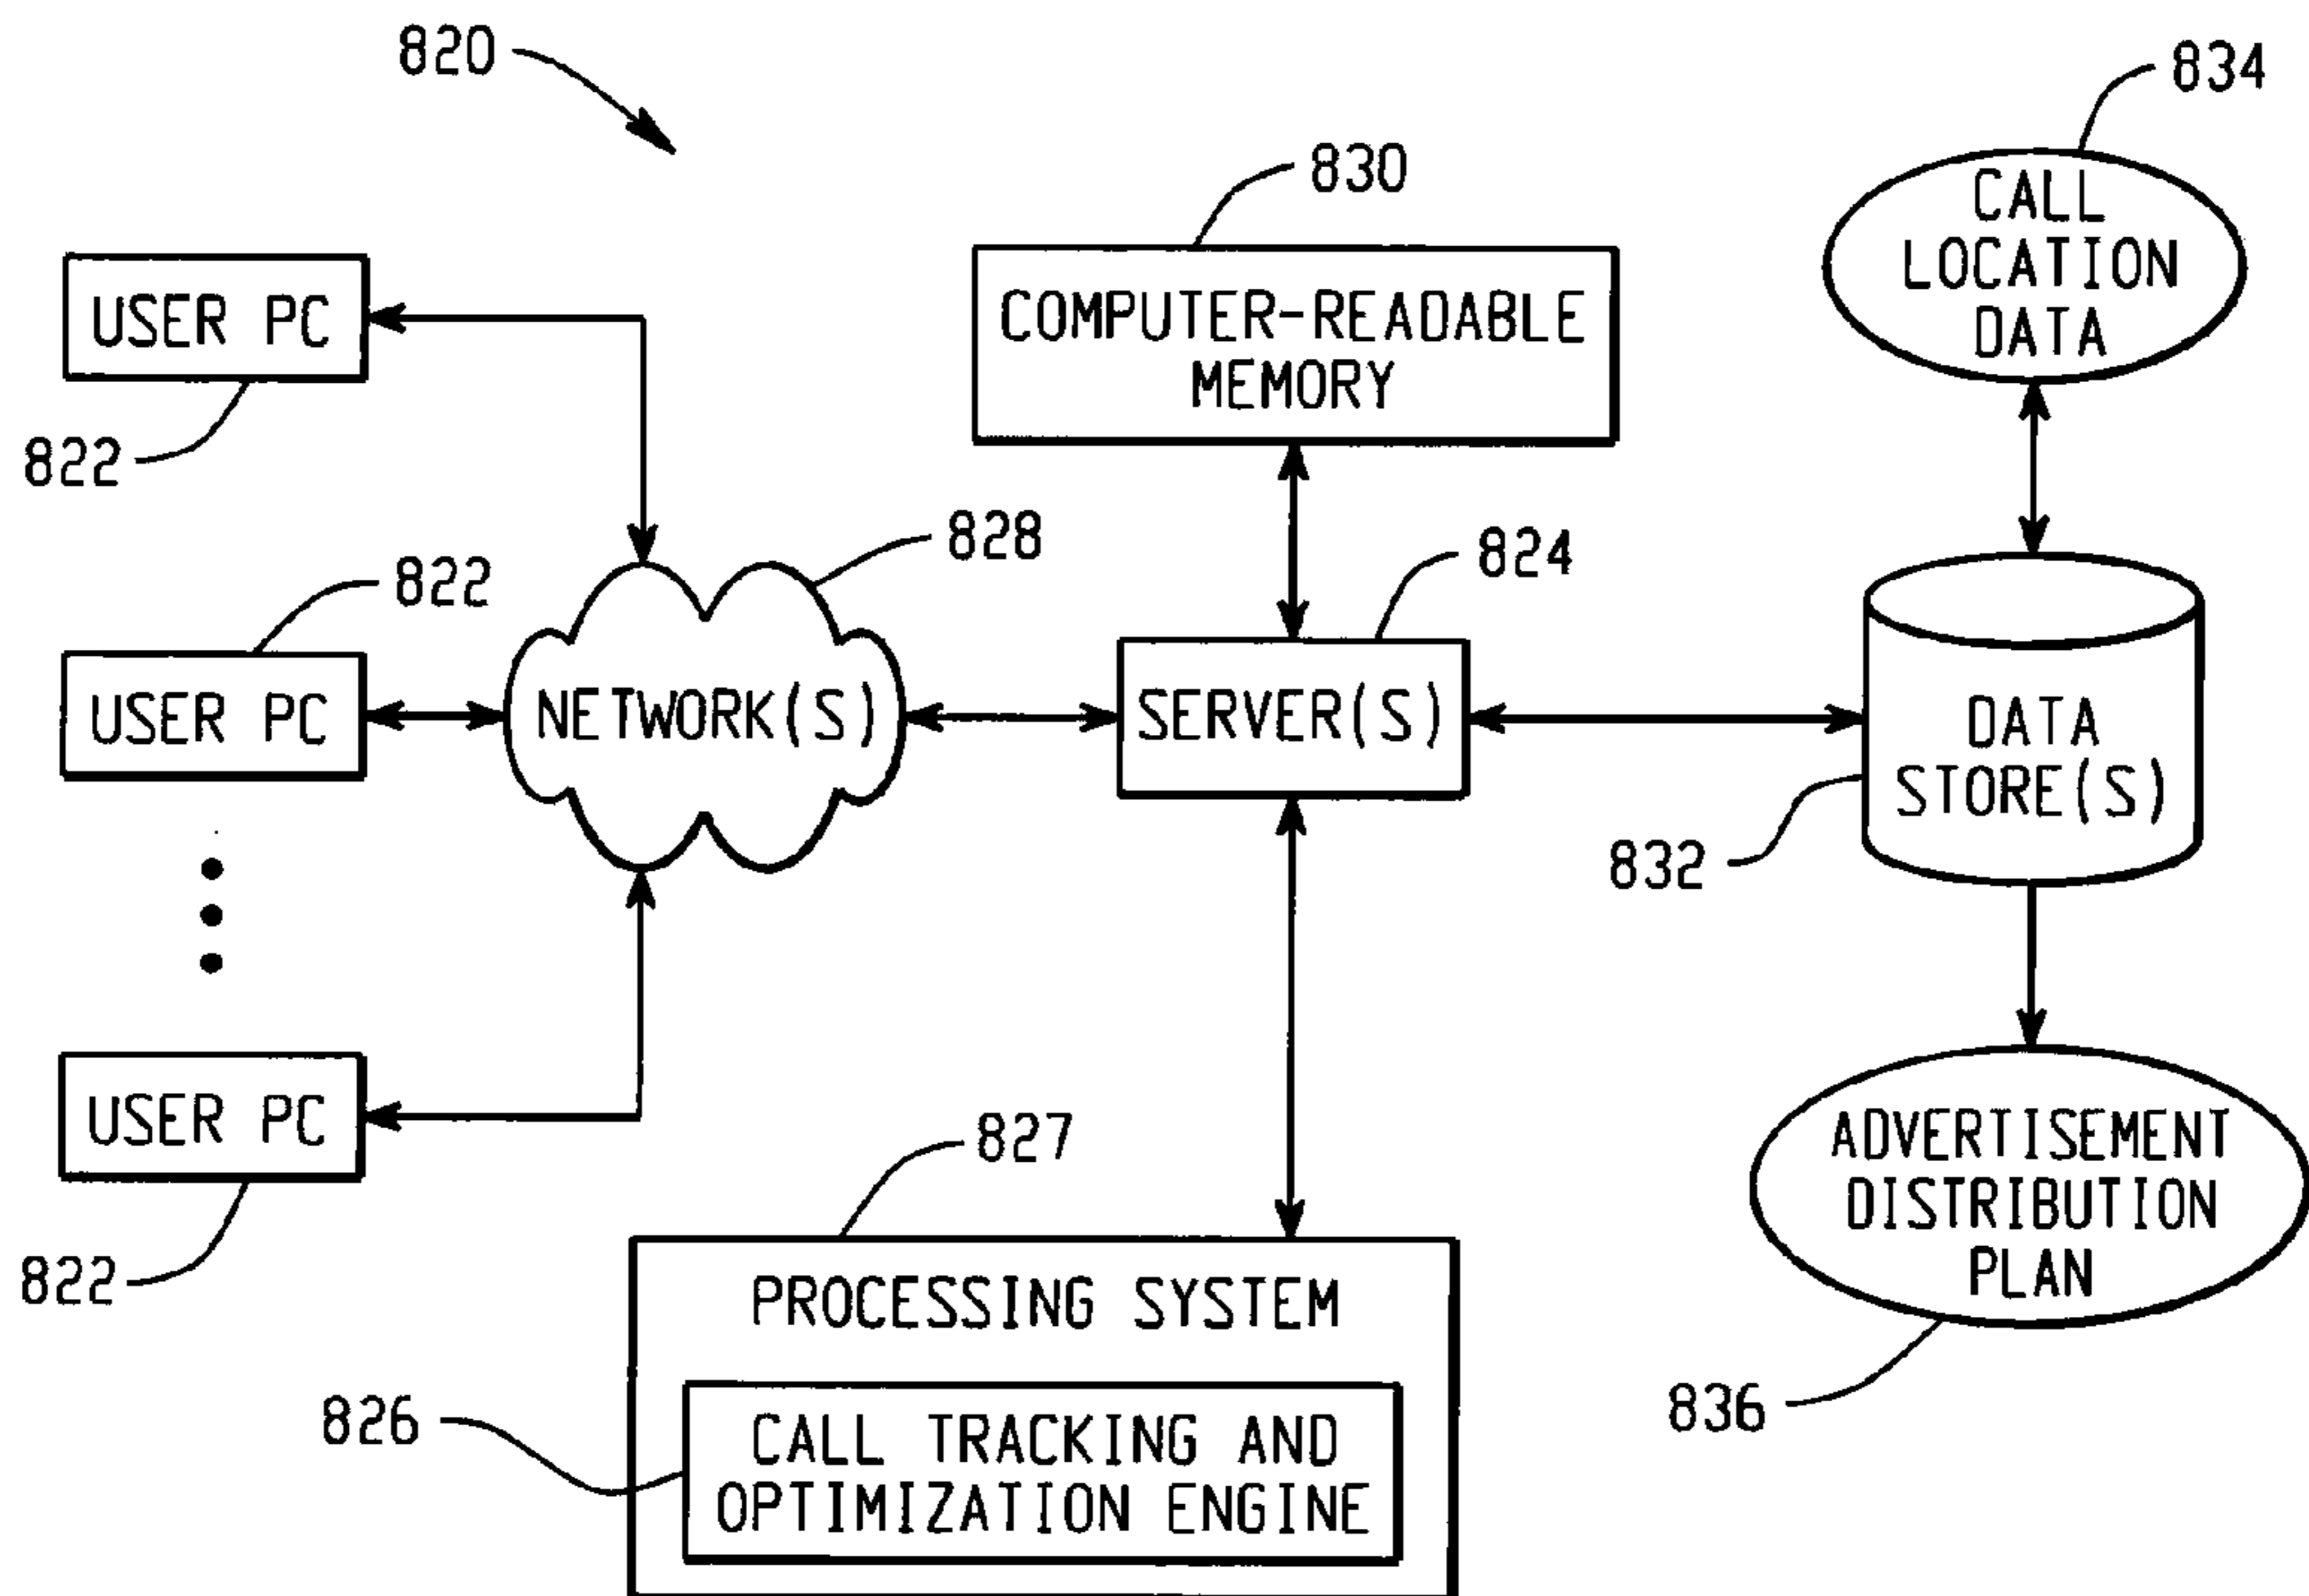 820
834
830
CALL
LOCATION
DATA
USER PC
COMPUTER-READABLE
MEMORY
822
828
824
822
USER PC
NETWORK(S)
SERVER(S)
DATA
STORE(S)
832
USER PC
827
ADVERTISEMENT
DISTRIBUTION
PLAN
822
PROCESSING SYSTEM
836
826
CALL TRACKING AND
OPTIMIZATION ENGINE